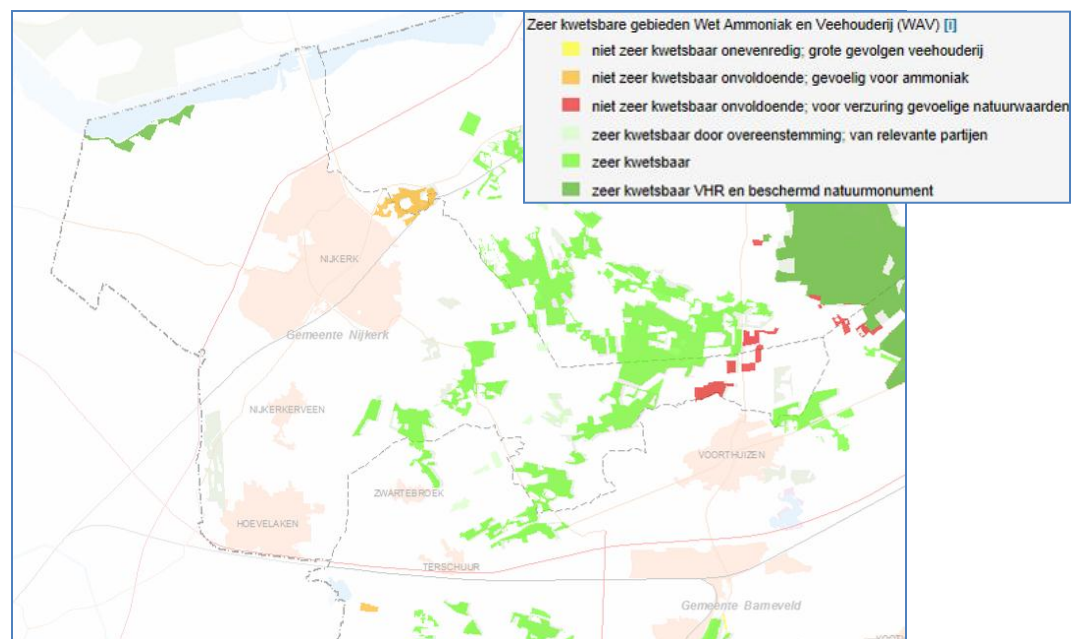 Zeer kwetsbare gebieden Wet Ammoniak en Veehouderij (WAV) [i]
niet zeer kwetsbaar onevenredig; grote gevolgen veehouderij
niet zeer kwetsbaar onvoldoende; gevoelig voor ammoniak
niet zeer kwetsbaar onvoldoende; voor verzuring gevoelige natuurwaarden
zeer kwetsbaar door overeenstemming; van relevante partijen
zeer kwetsbaar
zeer kwetsbaar VHR en beschermd natuurmonument
NIJKERK
Gemeente Nijkerk
NIJKERKERVEEN
VOORTHUIZEN
ZWARTEBROEK
HOEVELAKEN
TERSCHUUR
Gemeente Barneveld